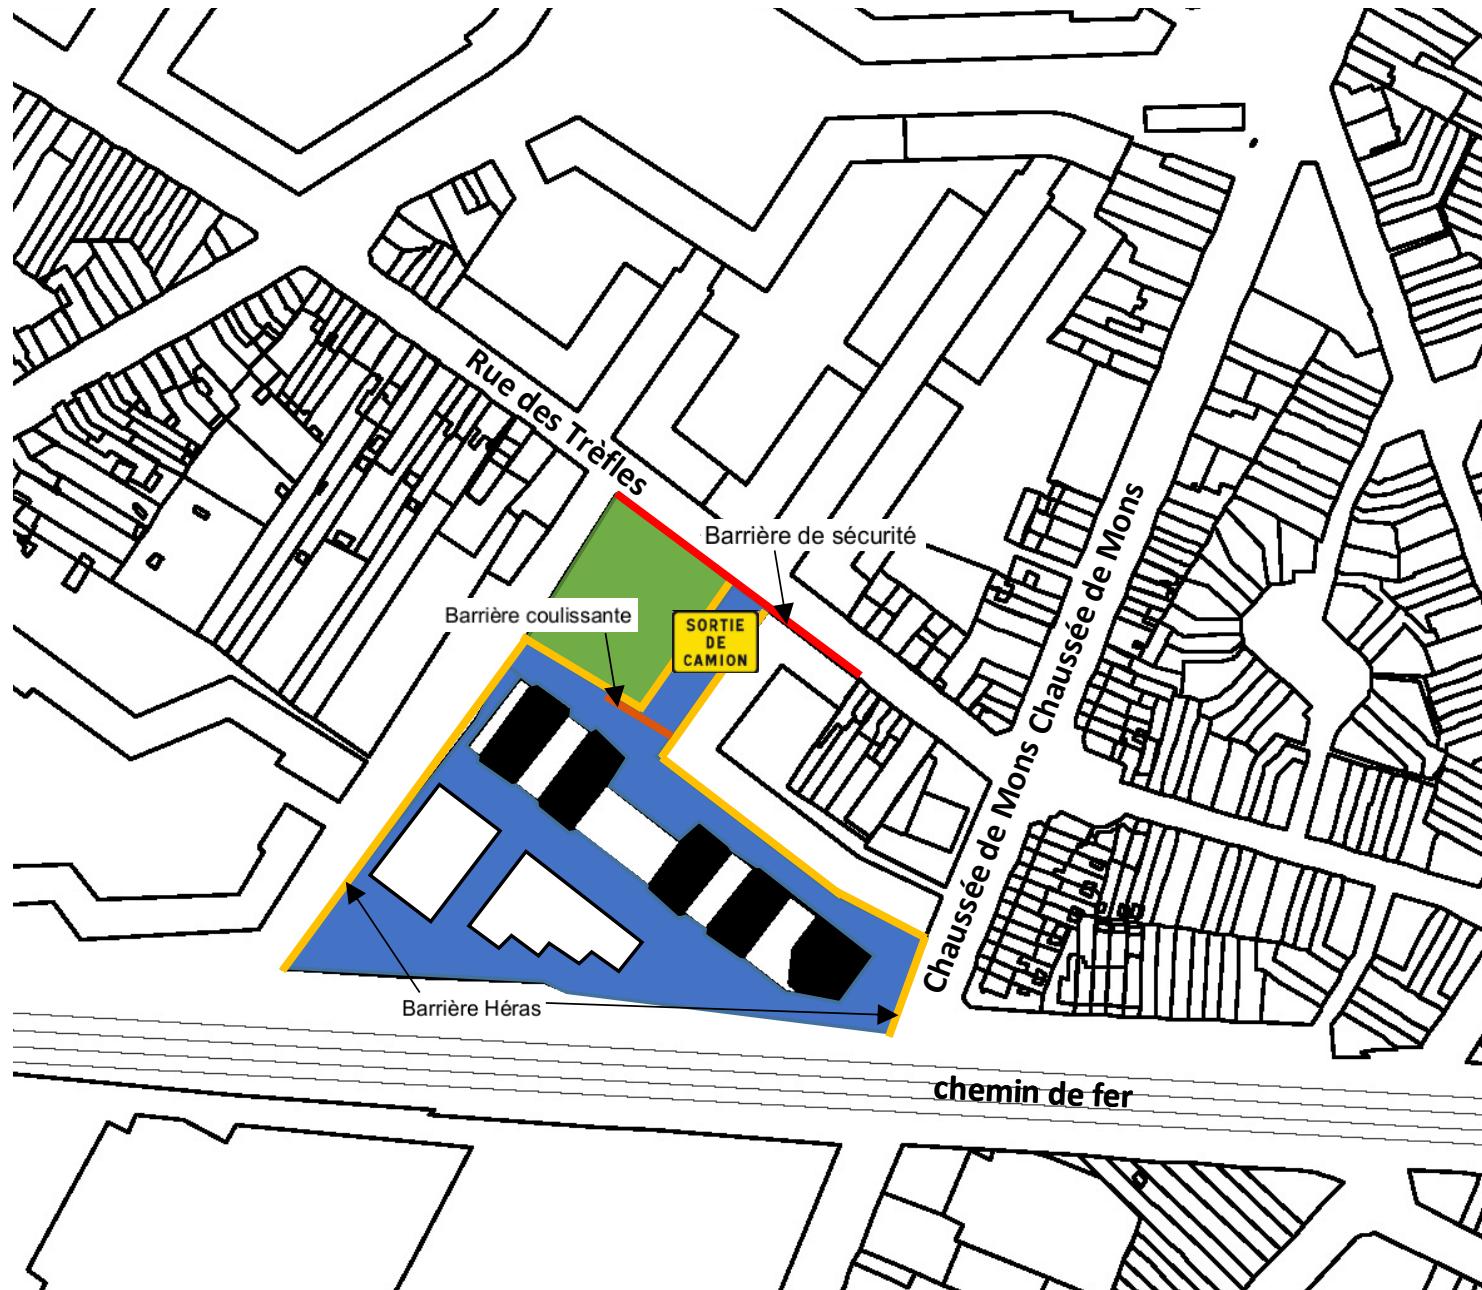 Rue des Trèfles
Barrière de sécurité
Barrière coulissante
SORTIE
DE
CAMION
Chaussée de Mons
Chaussée de Mons
Barrière Héras
chemin de fer